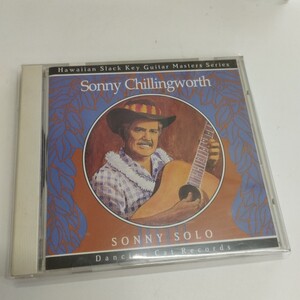 Hawaiian Slack Key Guitar Masters Series
Sonny Chillingworth
SONNY SOLO
Dancing Cat Records